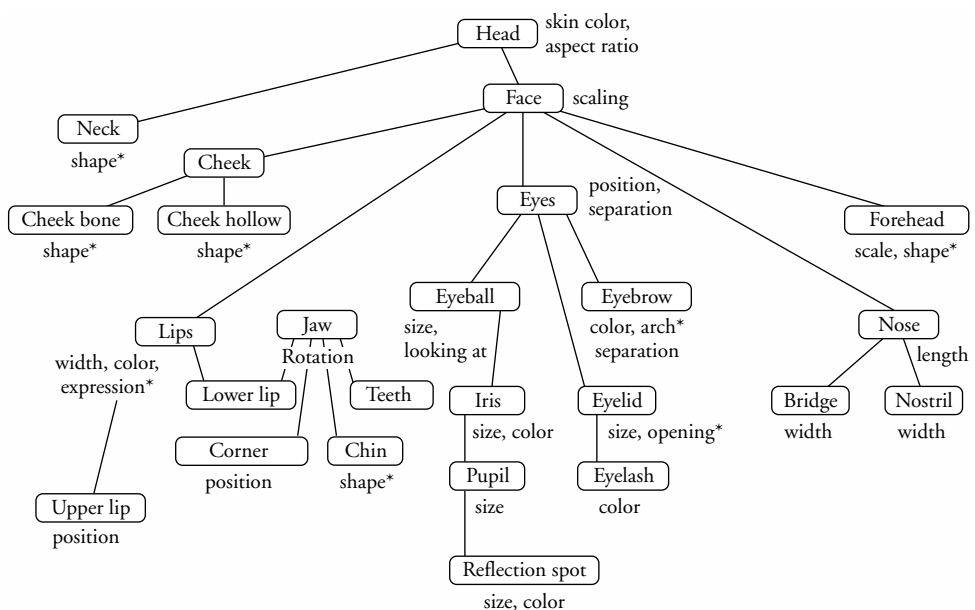 Head
skin color,
aspect ratio
Face
scaling
Neck
shape*
Cheek
Cheek bone
shape*
Cheek hollow
shape*
Eyes
position,
separation
Forehead
scale, shape*
Eyeball
size,
looking at
Eyebrow
color, arch*
separation
Lips
width, color,
expression*
Jaw
Rotation
Nose
length
Lower lip
Teeth
Iris
size, color
Eyelid
size, opening*
Bridge
width
Nostril
width
Corner
position
Chin
shape*
Pupil
size
Eyelash
color
Upper lip
position
Reflection spot
size, color